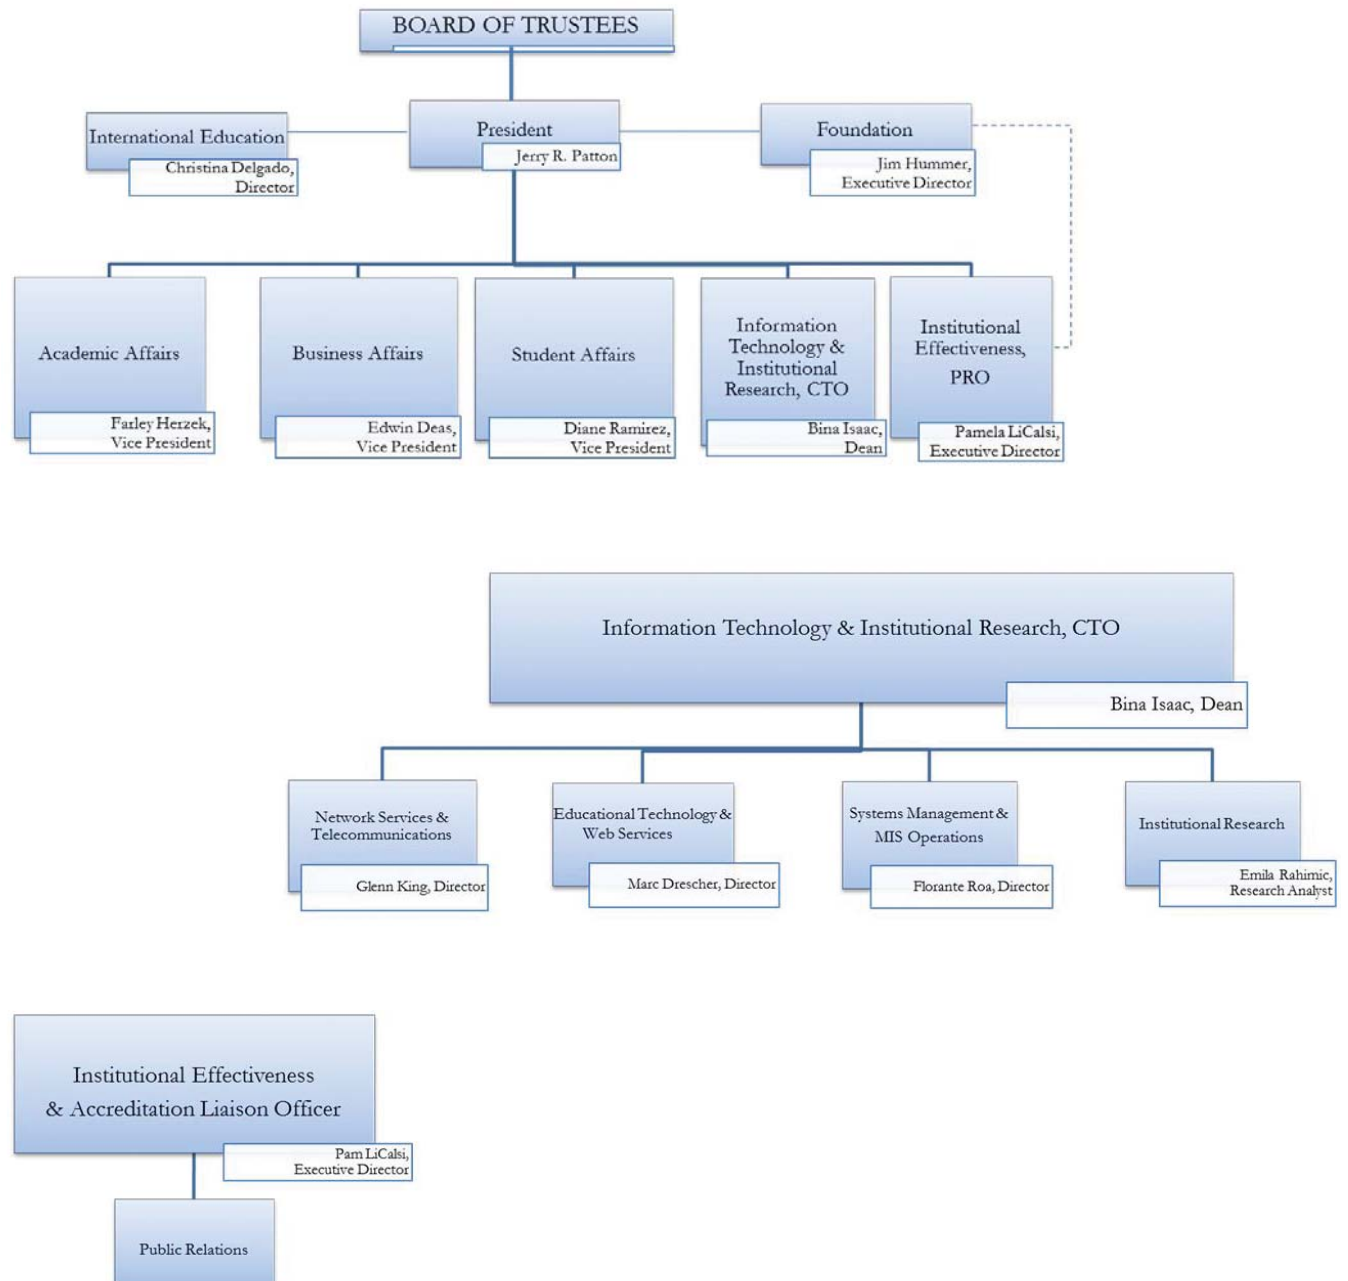 BOARD OF TRUSTEES
International Education
Christina Delgado,
Director
President
Jerry R. Patton
Foundation
Jim Hummer,
Executive Director
Academic Affairs
Farley Herzek,
Vice President
Business Affairs
Edwin Deas,
Vice President
Student Affairs
Diane Ramirez,
Vice President
Information
Technology &
Institutional
Research, CTO
Bina Isaac,
Dean
Institutional
Effectiveness,
PRO
Pamela LiCalsi,
Executive Director
Information Technology & Institutional Research, CTO
Bina Isaac, Dean
Network Services &
Telecommunications
Glenn King, Director
Educational Technology &
Web Services
Marc Drescher, Director
Systems Management &
MIS Operations
Florante Roa, Director
Institutional Research
Emila Rahimic,
Research Analyst
Institutional Effectiveness
& Accreditation Liaison Officer
Pam LiCalsi,
Executive Director
Public Relations